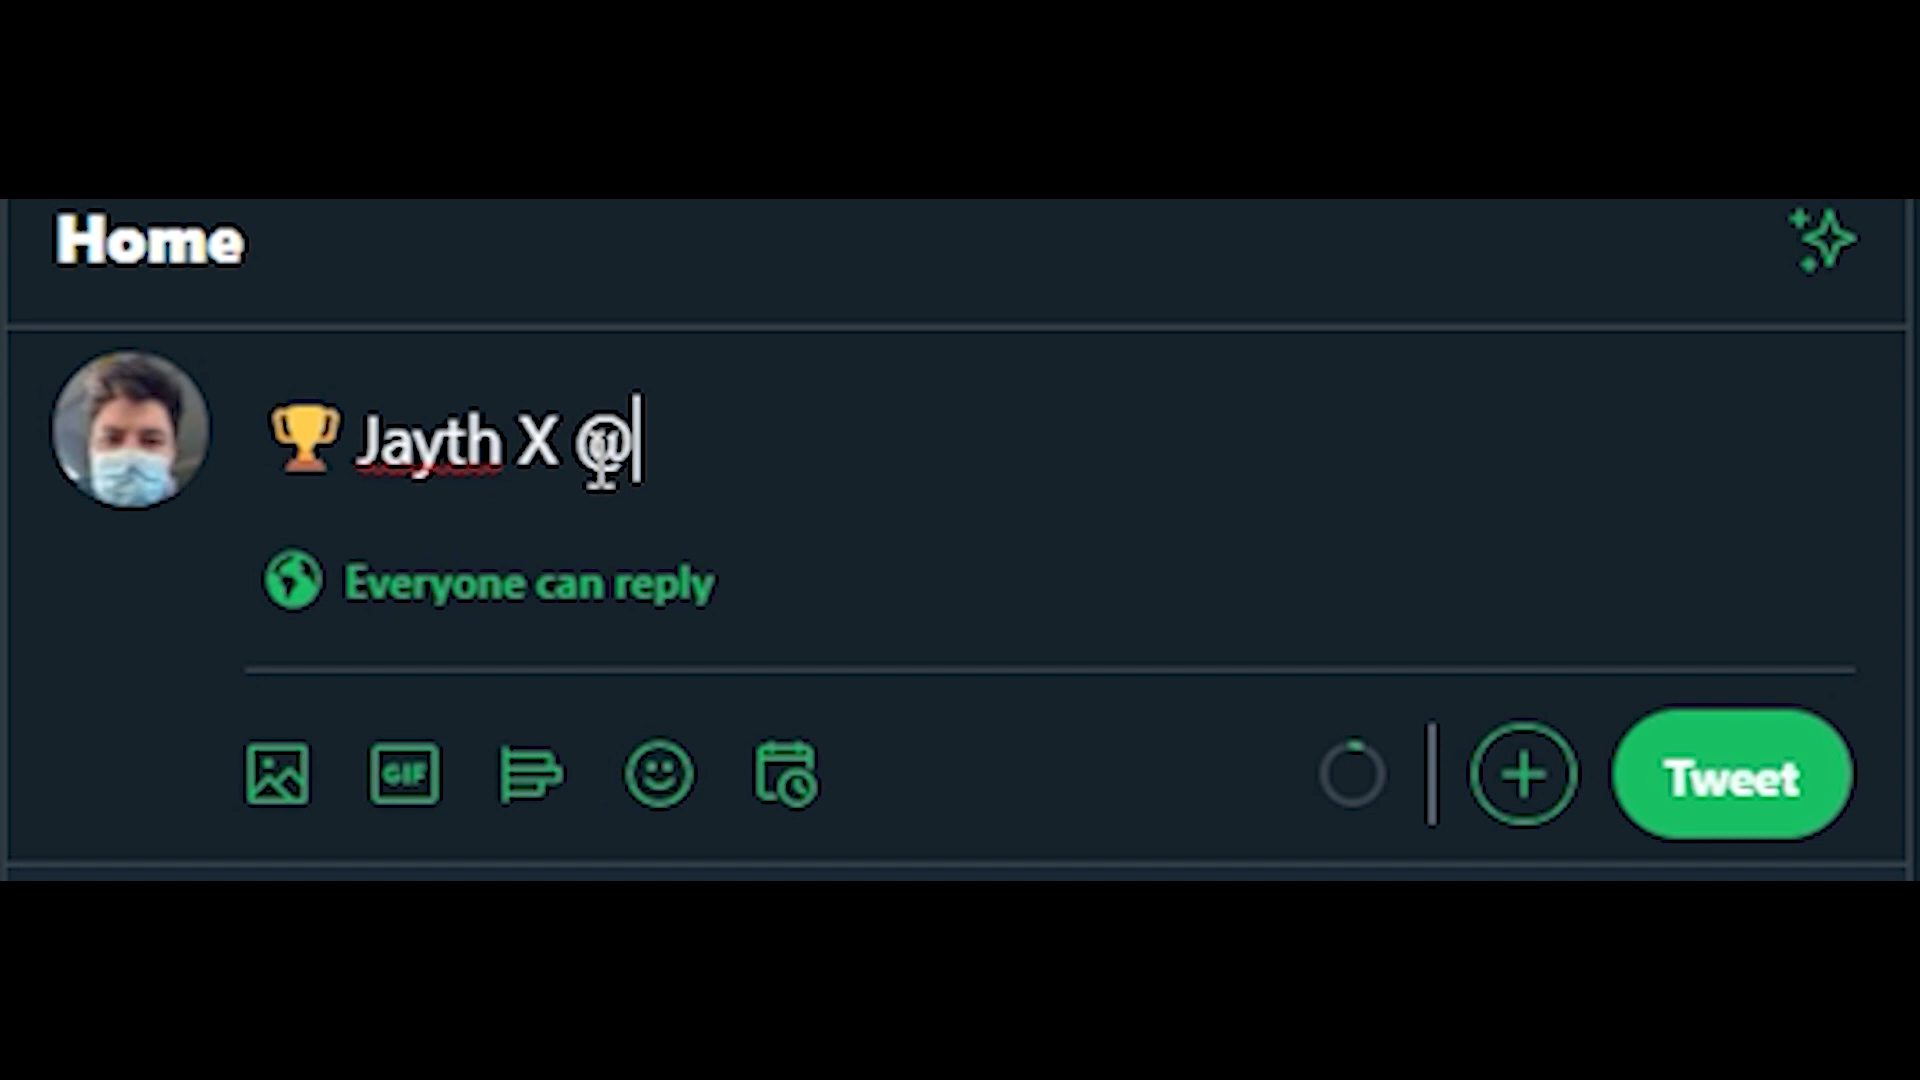 Home
🏆 Jayth X @
Everyone can reply
GIF
Tweet